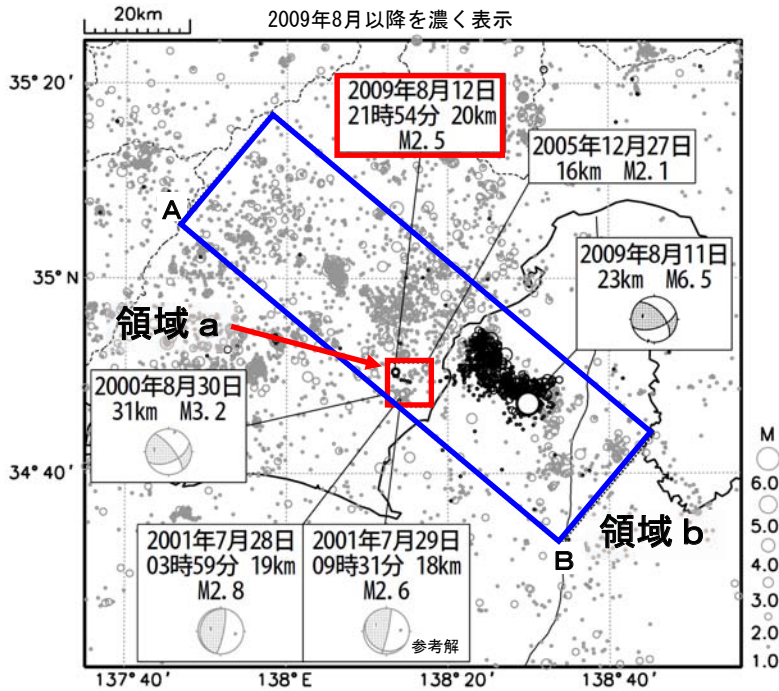 20km
2009年8月以降を濃く表示
35° 20'
2009年8月12日
21時54分 20km
M2.5
2005年12月27日
16km M2.1
A
35° N
2009年8月11日
23km M6.5
領域a
2000年8月30日
31km M3.2
34° 40'
M
6.0
5.0
4.0
3.0
2.0
1.0
領域b
B
2001年7月28日
03時59分 19km
M2.8
2001年7月29日
09時31分 18km
M2.6
参考解
137° 40'
138° E
138° 20'
138° 40'